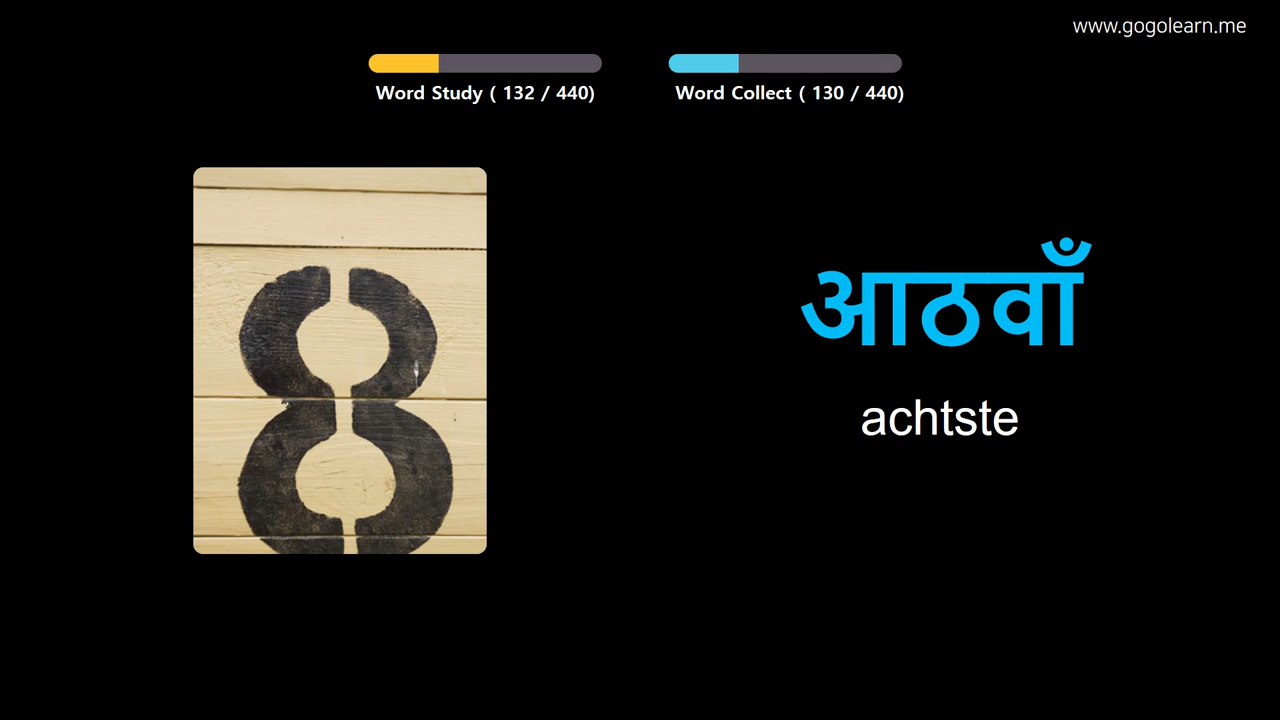 www.gogolearn.me
Word Study ( 132 / 440)
Word Collect ( 130 / 440)
8
आठवाँ
achtste